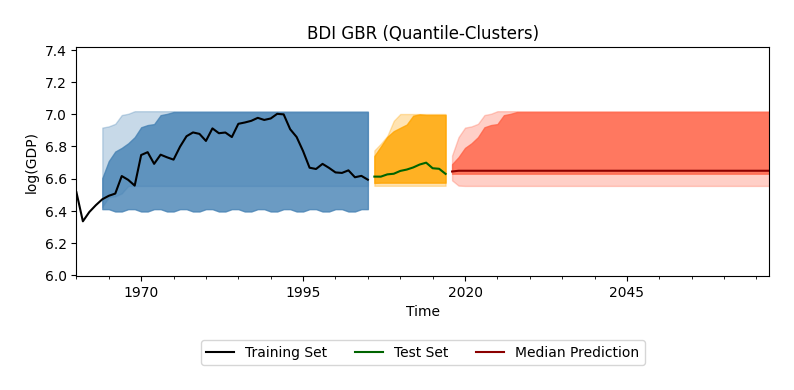 BDI GBR (Quantile-Clusters)
7.4
7.2
7.0
6.8
6.6
6.4
6.2
6.0
log(GDP)
1970 1995 2020 2045
Time
Training Set Test Set Median Prediction